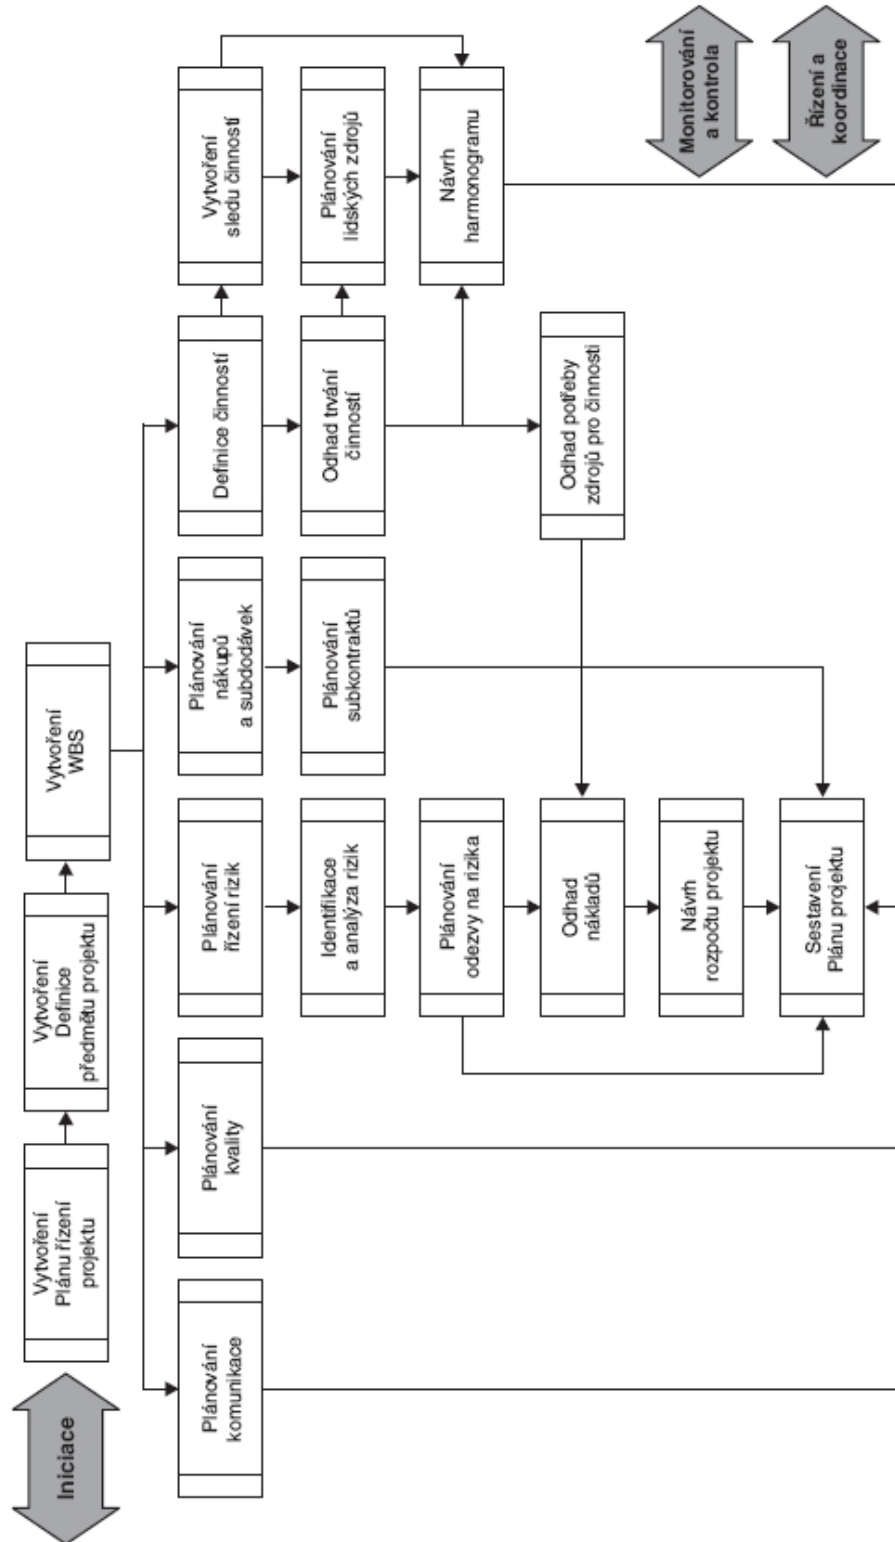 Iniciace
Vytvoření
Plánu řízení
projektu
Vytvoření
Definice
předmětu projektu
Vytvoření
WBS
Plánování
komunikace
Plánování
kvality
Plánování
řízení rizik
Plánování
nákupů
a subdodávek
Definice činností
Vytvoření
sledu činností
Identifikace
a analýza rizik
Plánování
subkontraktů
Odhad trvání
činností
Plánování
lidských zdrojů
Plánování
odezvy na rizika
Návrh
harmonogramu
Odhad
nákladů
Odhad potřeby
zdrojů pro činnosti
Návrh
rozpočtu projektu
Sestavení
Plánu projektu
Monitorování
a kontrola
Řízení a
koordinace